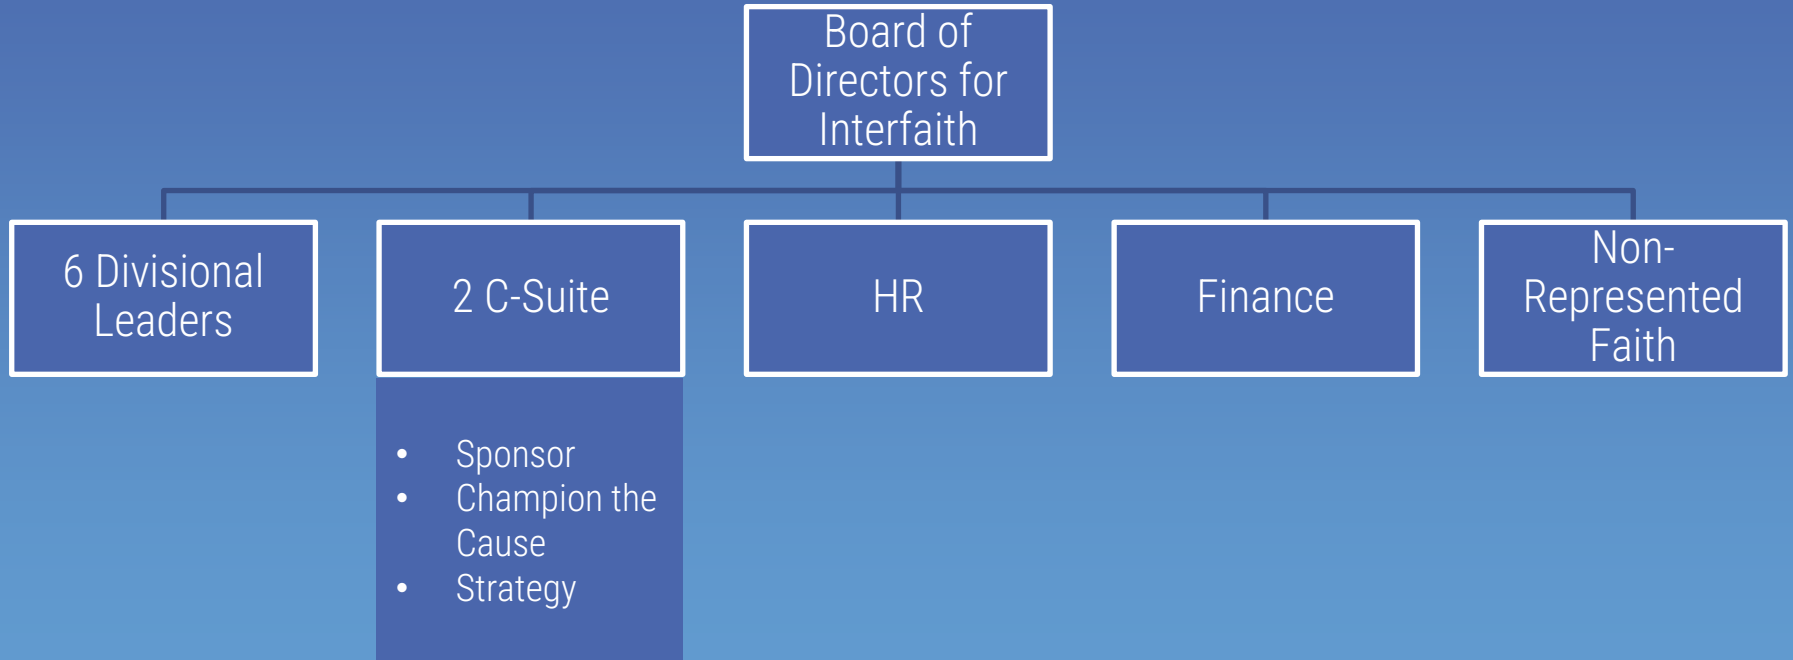 Board of
Directors for
Interfaith
6 Divisional
Leaders
2 C-Suite
HR
Finance
Non-
Represented
Faith
• Sponsor
• Champion the
Cause
• Strategy